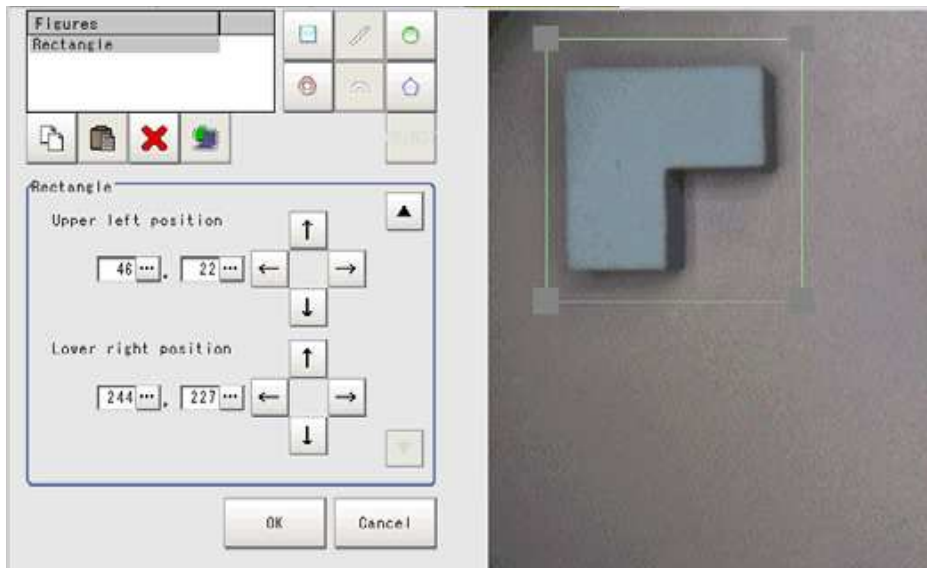 Figures
Rectangle
Rectangle
Upper left position
46 ... , 22 ...
Lower right position
244 ... , 227 ...
OK
Cancel